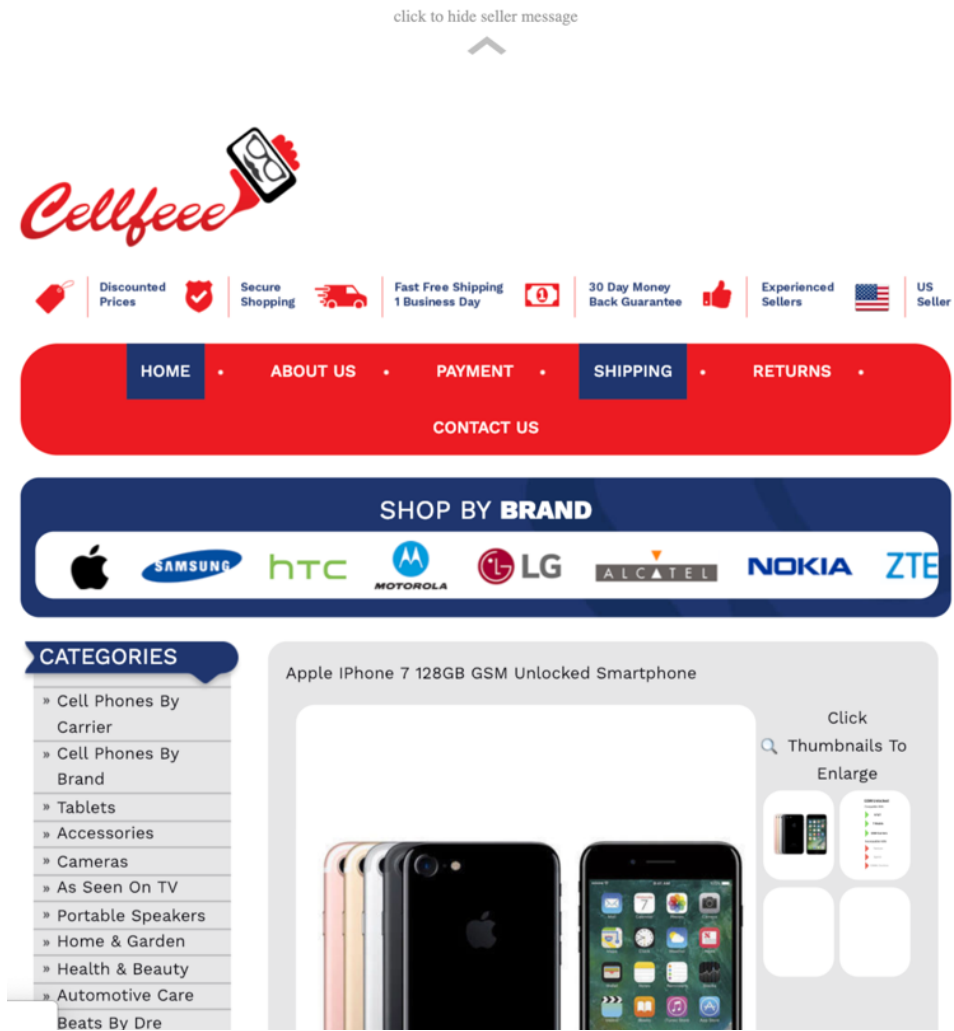 click to hide seller message
Cellfeee
Discounted
Prices
Secure
Shopping
Fast Free Shipping
1 Business Day
1
30 Day Money
Back Guarantee
Experienced
Sellers
US
Seller
HOME • ABOUT US • PAYMENT • SHIPPING • RETURNS •
CONTACT US
SHOP BY BRAND
SAMSUNG
hTC
MOTOROLA
LG
ALCATEL
NOKIA
ZTE
CATEGORIES
» Cell Phones By
Carrier
» Cell Phones By
Brand
» Tablets
» Accessories
» Cameras
» As Seen On TV
» Portable Speakers
» Home & Garden
» Health & Beauty
» Automotive Care
Beats By Dre
Apple IPhone 7 128GB GSM Unlocked Smartphone
Click
Thumbnails To
Enlarge